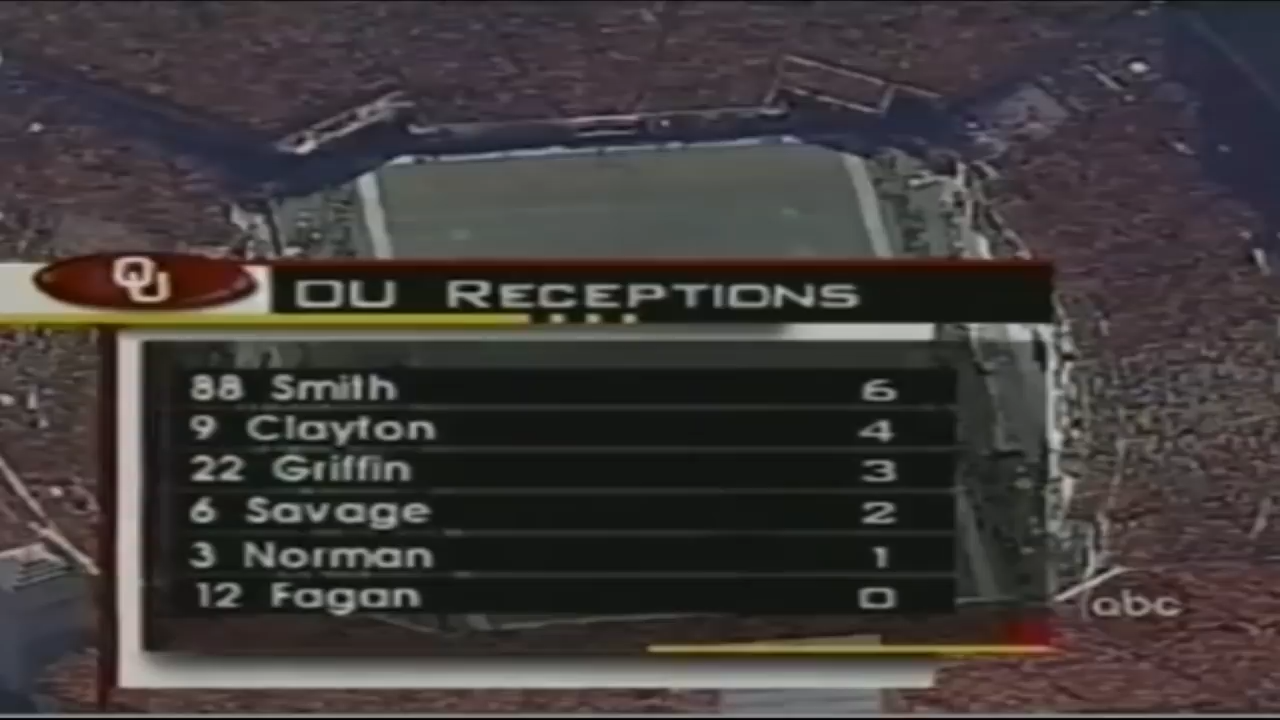 OU OU RECEPTIONS
88 Smith 6
9 Clayton 4
22 Griffin 3
6 Savage 2
3 Norman 1
12 Fagan 0
abc